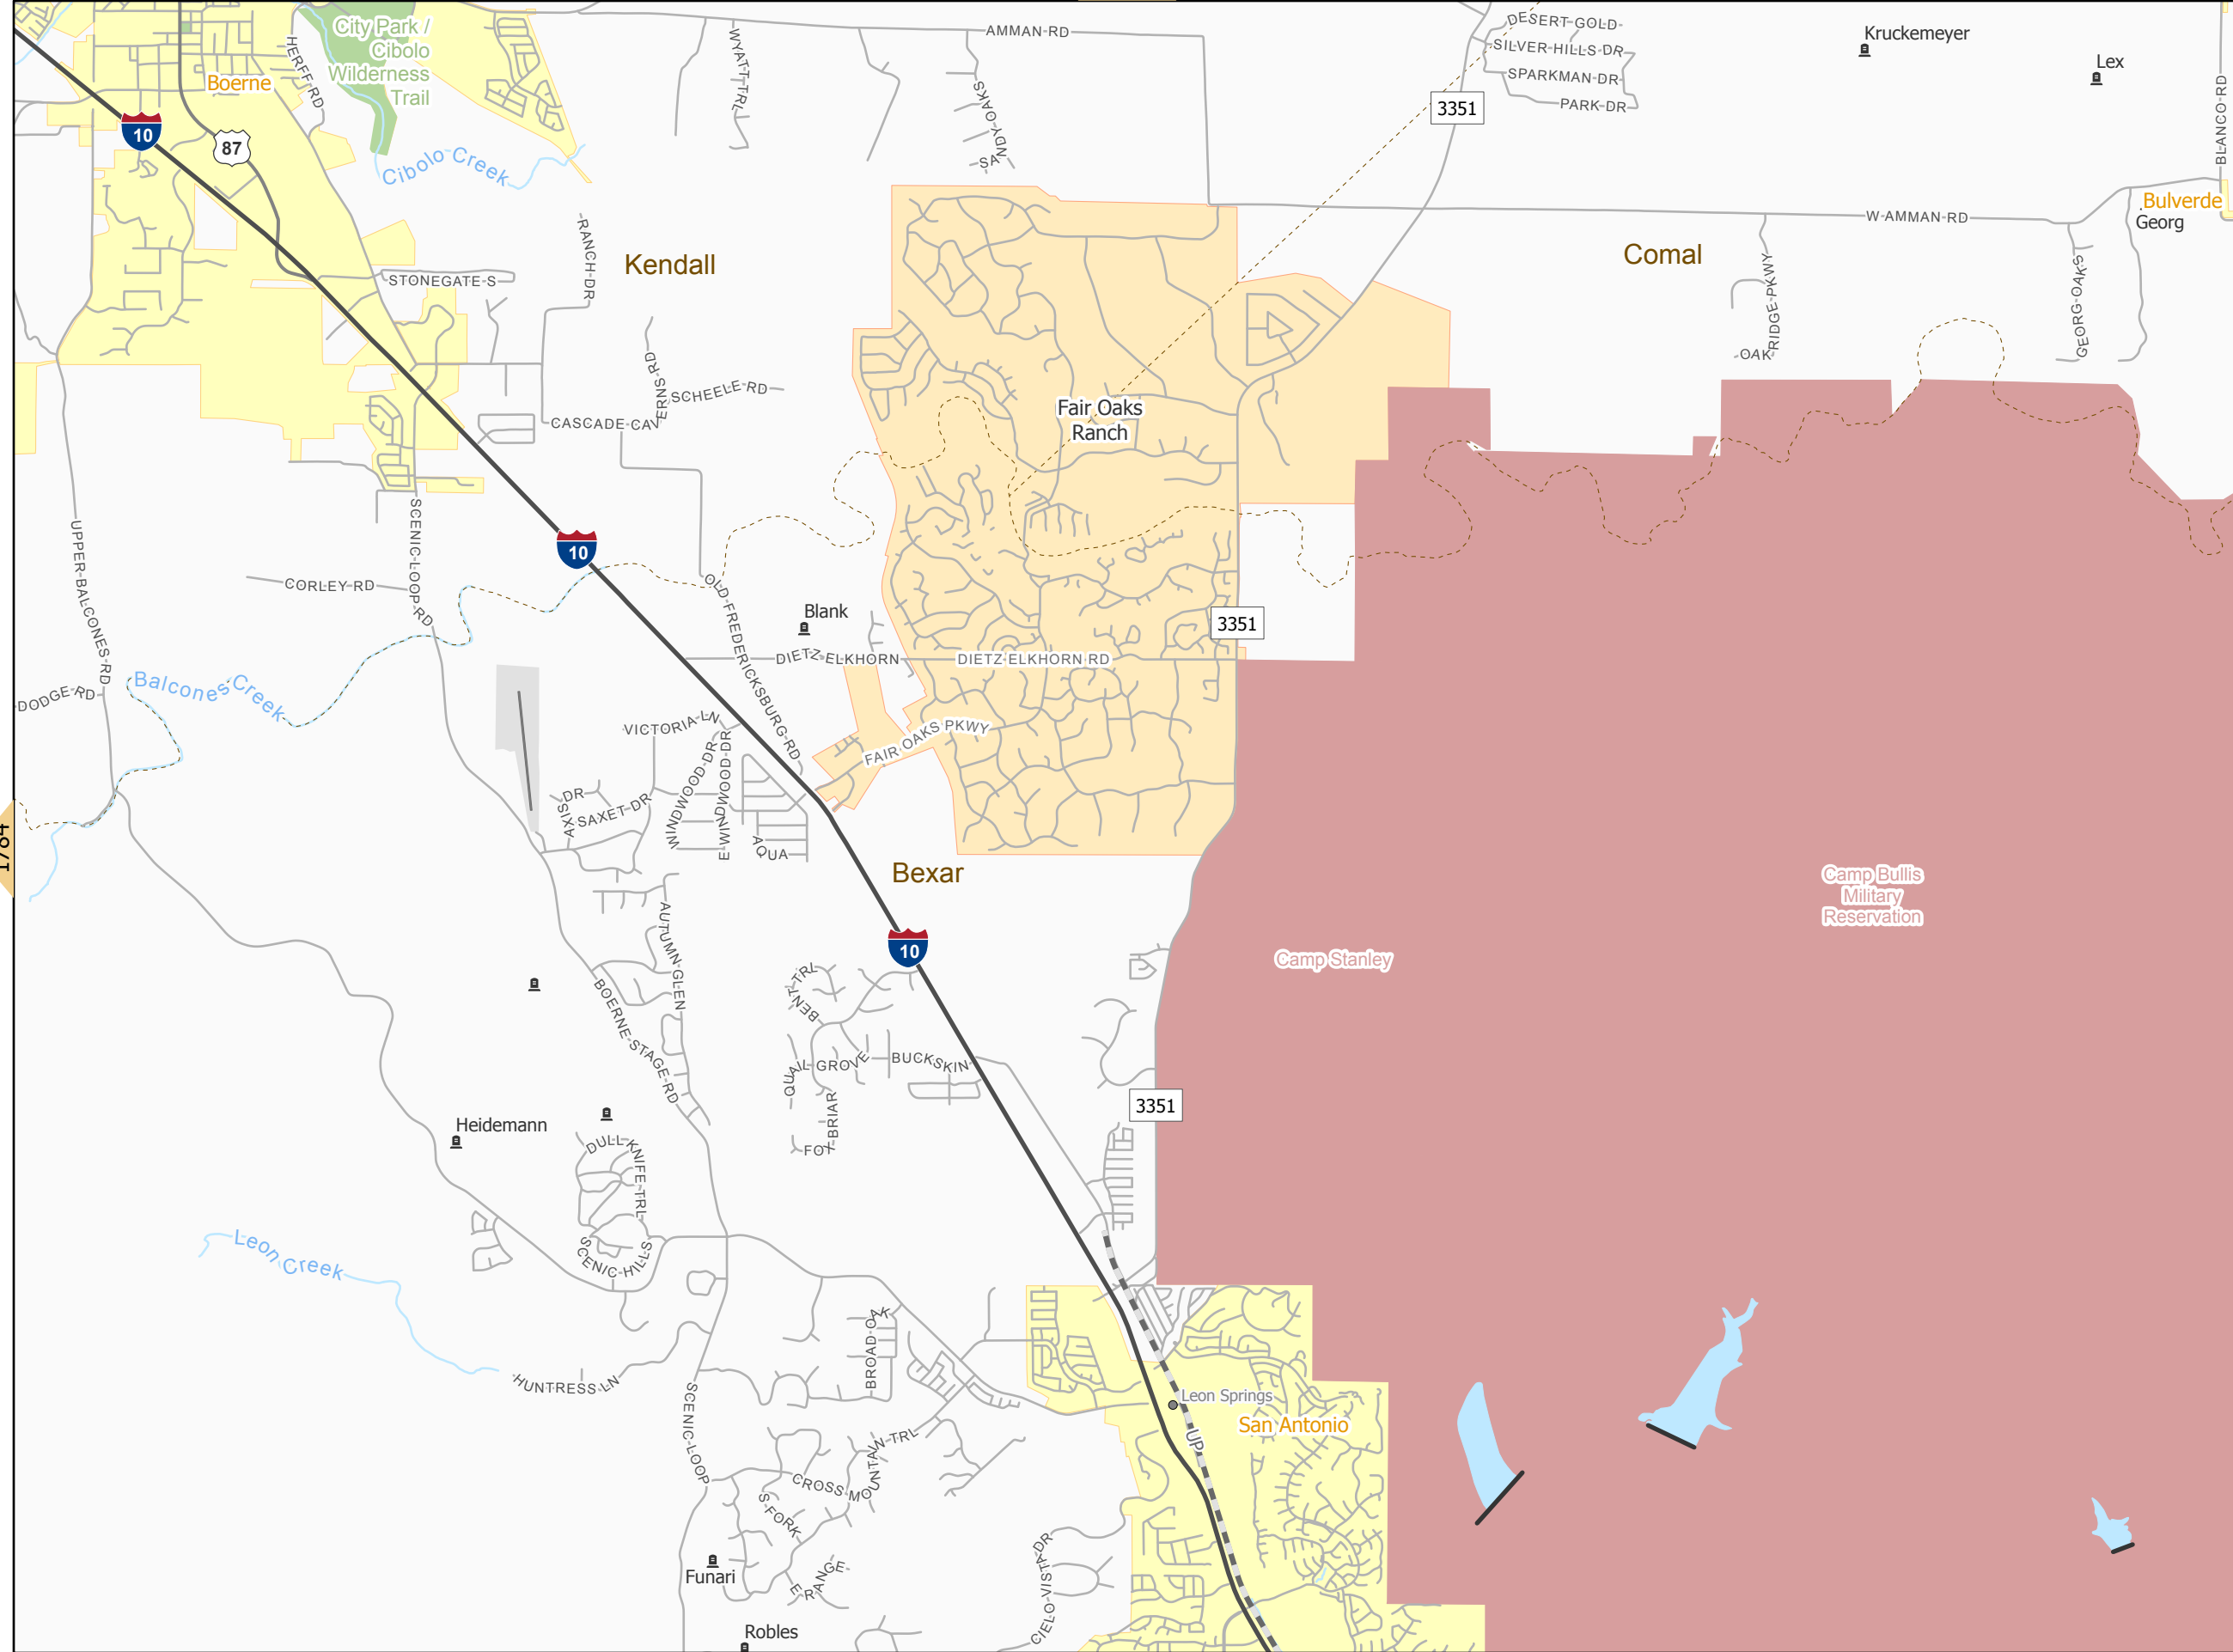 City Park /
Cibolo
Wilderness
Trail
Boerne
HERFF RD
10
87
Cibolo Creek
WYATT TRL
AMMAN RD
NDY OAKS
SA
DESERT GOLD
SILVER HILLS DR
SPARKMAN DR
PARK DR
3351
Kruckemeyer
Lex
BLANCO RD
Bulverde
Georg
W AMMAN RD
Kendall
Comal
RANCH DR
STONEGATE S
RIDGE PKWY
OAK
GEORG OAKS
ERNS RD
SCHEELE RD
CASCADE CAV
Fair Oaks
Ranch
UPPER BALCONES RD
SCENIC LOOP RD
10
CORLEY RD
OLD FREDERICKSBURG RD
Blank
3351
DIETZ ELKHORN
DIETZ ELKHORN RD
DODGE RD
Balcones Creek
VICTORIA LN
FAIR OAKS PKWY
WINDWOOD DR
E WINDWOOD DR
AXIS
DR
SAXET DR
AQUA
1784
Bexar
Camp Bullis
Military
Reservation
Camp Stanley
AUTUMN GLEN
10
BENT
TRL
BOERNE STAGE RD
QUAIL GROVE
BUCKSKIN
FOX BRIAR
3351
Heidemann
DULL KNIFE TRL
SCENIC HILLS
Leon Creek
HUNTRESS LN
BROAD OAK
SCENIC LOOP
Leon Springs
San Antonio
UP
CROSS MOUNTAIN TRL
S FORK
E RANGE
CIELO VISTA DR
Funari
Robles